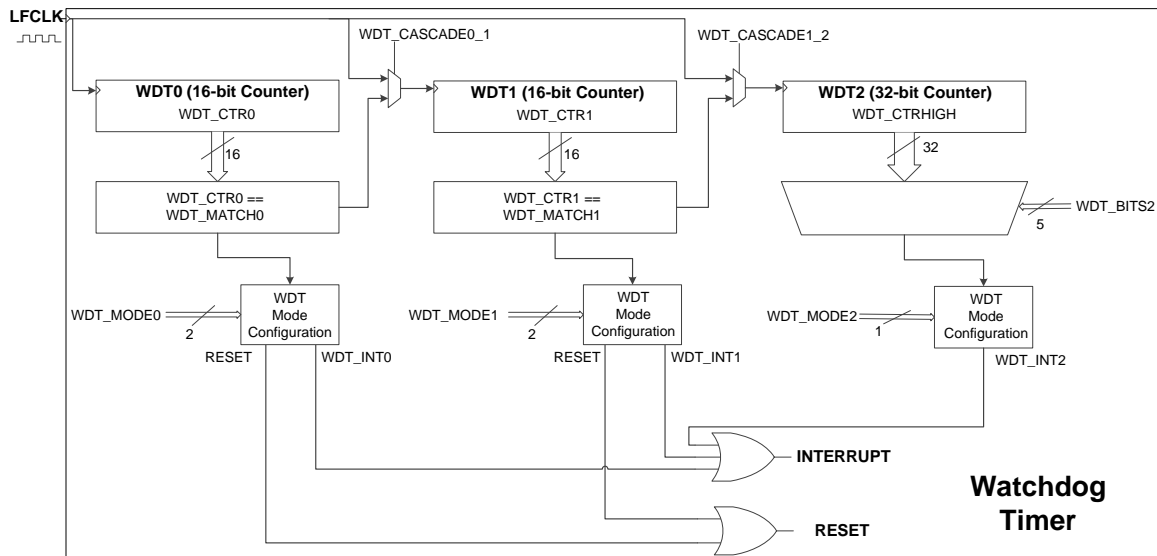 LFCLK
WDT_CASCADE0_1
WDT_CASCADE1_2
WDT0 (16-bit Counter)
WDT_CTR0
WDT1 (16-bit Counter)
WDT_CTR1
WDT2 (32-bit Counter)
WDT_CTRHIGH
16
16
32
WDT_CTR0 ==
WDT_MATCH0
WDT_CTR1 ==
WDT_MATCH1
WDT_BITS2
5
WDT_MODE0
2
WDT
Mode
Configuration
WDT_MODE1
2
WDT
Mode
Configuration
WDT_MODE2
1
WDT
Mode
Configuration
RESET
WDT_INT0
RESET
WDT_INT1
WDT_INT2
INTERRUPT
RESET
Watchdog
Timer